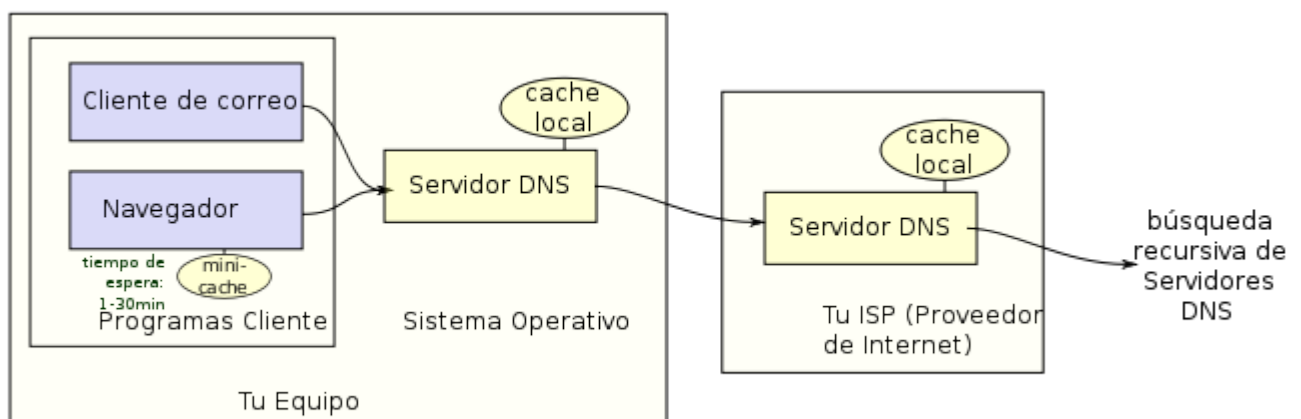 Cliente de correo
Navegador
tiempo de
espera:
1-30min
mini-
cache
Programas Cliente
cache
local
Servidor DNS
Sistema Operativo
Tu Equipo
cache
local
Servidor DNS
Tu ISP (Proveedor
de Internet)
búsqueda
recursiva de
Servidores
DNS